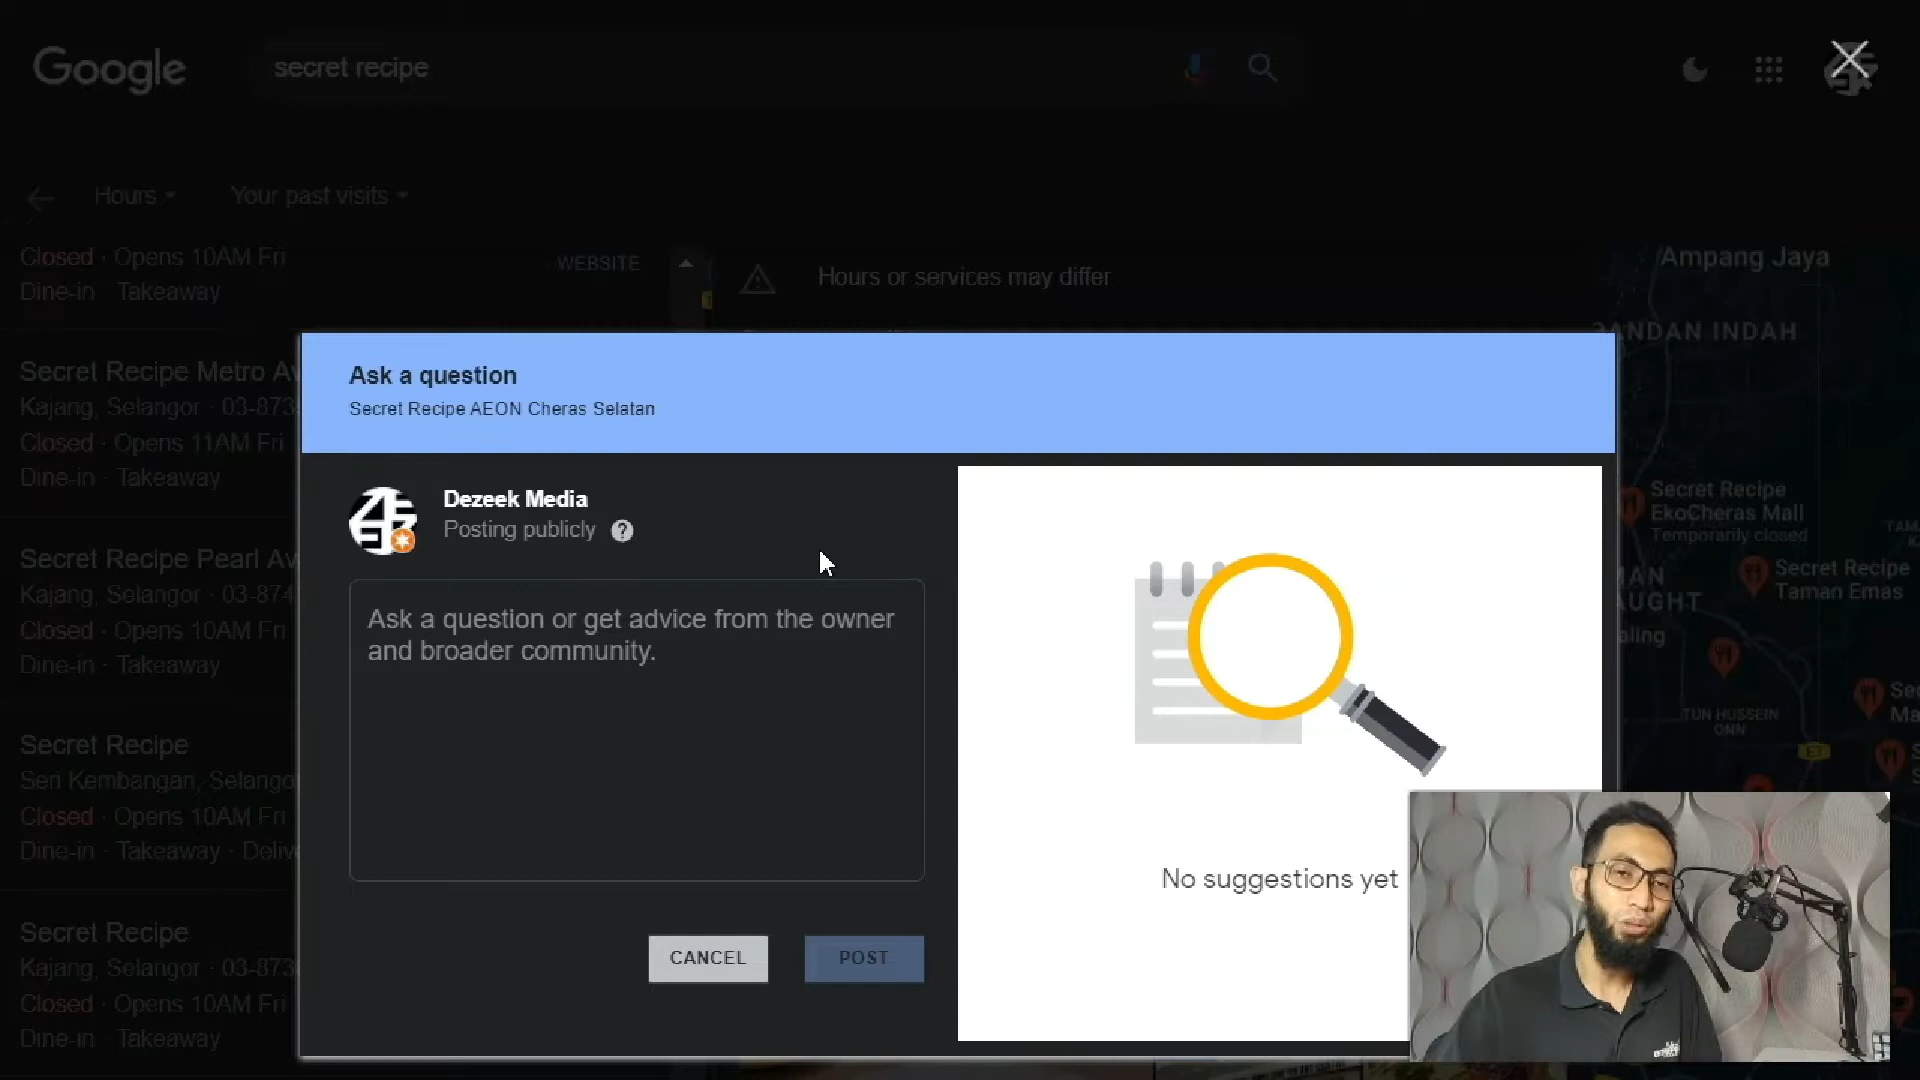 Google
secret recipe
Hours
Your past visits
Closed · Opens 10AM Fri
Dine-in · Takeaway
WEBSITE
Hours or services may differ
Ampang Jaya
PANDAN INDAH
Secret Recipe Metro Av
Kajang, Selangor · 03-873
Closed · Opens 11AM Fri
Dine-in · Takeaway
Ask a question
Secret Recipe AEON Cheras Selatan
Dezeek Media
Posting publicly
Ask a question or get advice from the owner
and broader community.
CANCEL
POST
No suggestions yet
Secret Recipe
EkoCheras Mall
Temporarily closed
Secret Recipe
Taman Emas
TUN HUSSEIN
ONN
Secret Recipe Pearl Av
Kajang, Selangor · 03-874
Closed · Opens 10AM Fri
Dine-in · Takeaway
Secret Recipe
Seri Kembangan, Selangor
Closed · Opens 10AM Fri
Dine-in · Takeaway · Delive
Secret Recipe
Kajang, Selangor · 03-873
Closed · Opens 10AM Fri
Dine-in · Takeaway